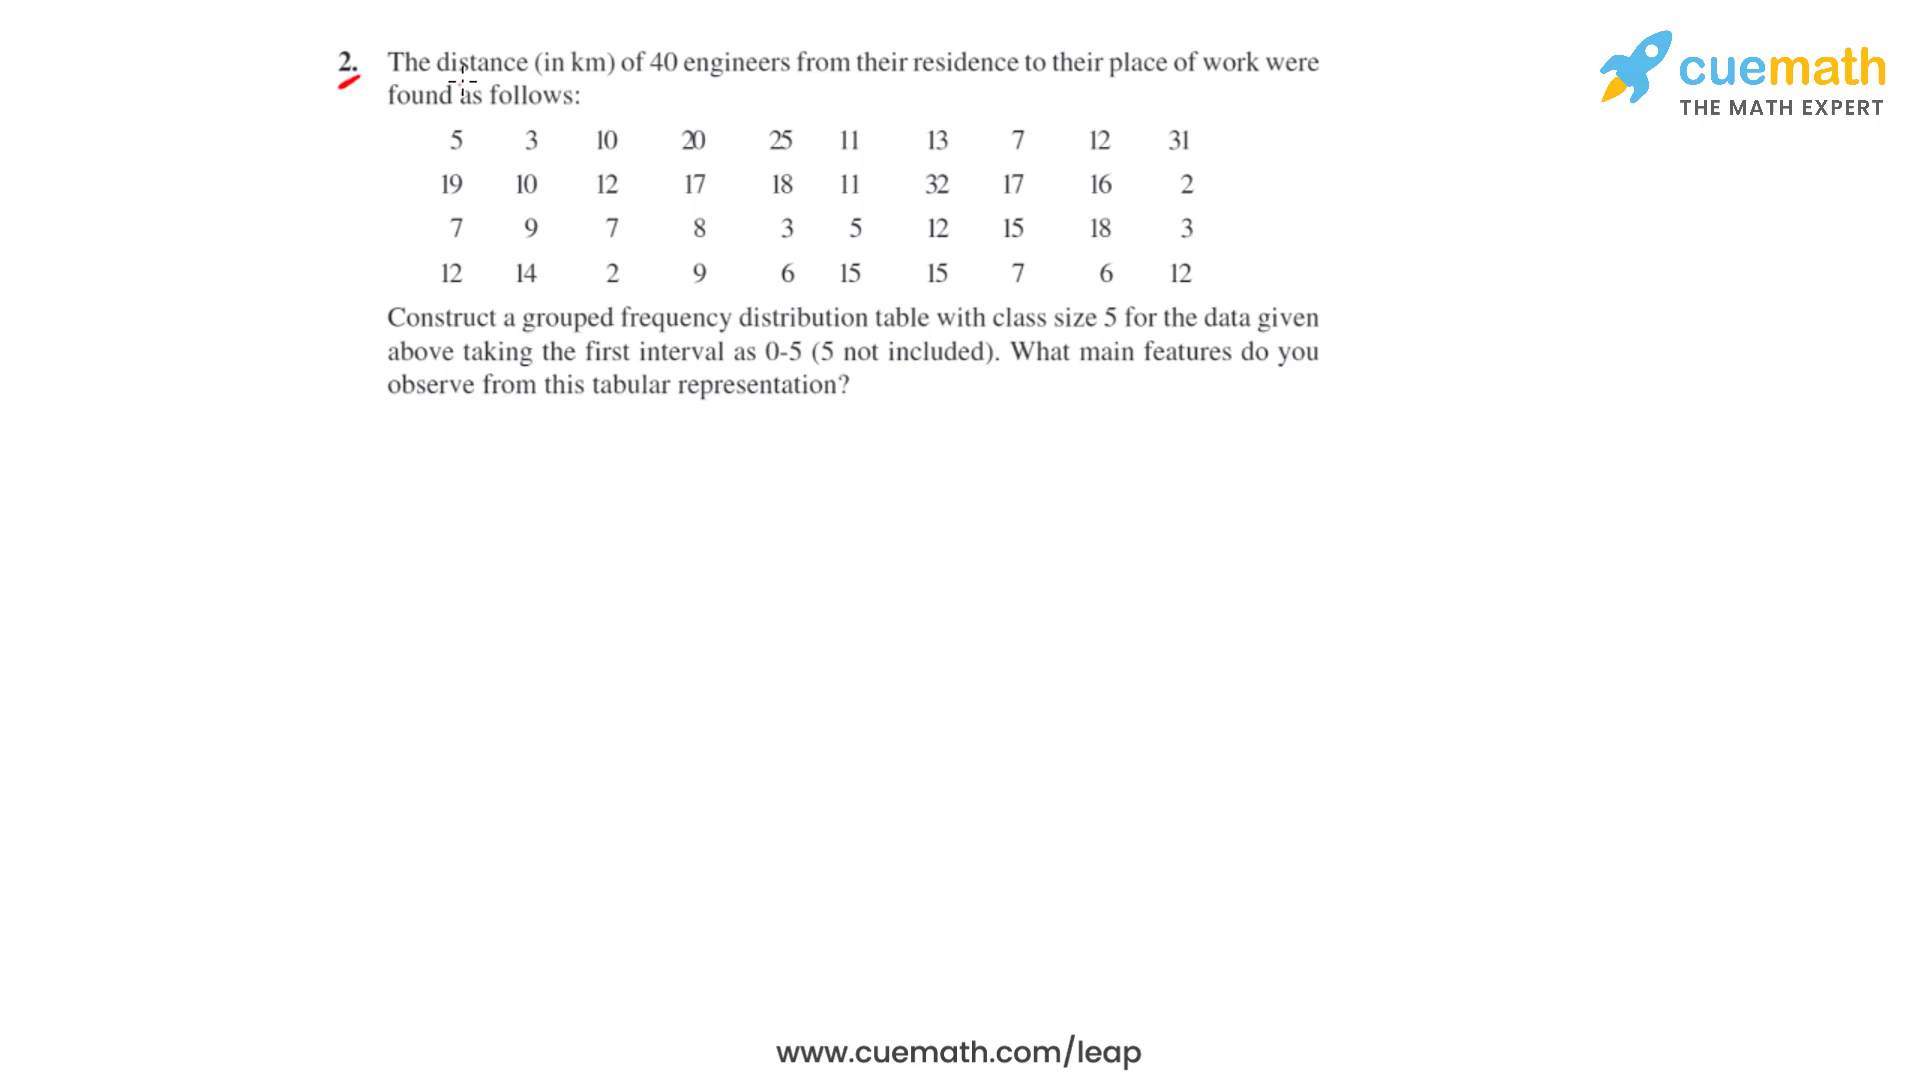 2. The distance (in km) of 40 engineers from their residence to their place of work were
found as follows:
5 3 10 20 25 11 13 7 12 31
19 10 12 17 18 11 32 17 16 2
7 9 7 8 3 5 12 15 18 3
12 14 2 9 6 15 15 7 6 12
Construct a grouped frequency distribution table with class size 5 for the data given
above taking the first interval as 0-5 (5 not included). What main features do you
observe from this tabular representation?
cuemath
THE MATH EXPERT
www.cuemath.com/leap